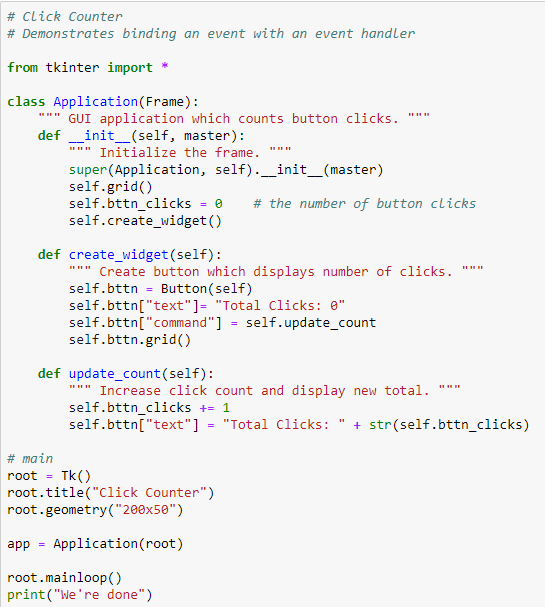 # Click Counter
# Demonstrates binding an event with an event handler

from tkinter import *

class Application(Frame):
    """ GUI application which counts button clicks. """
    def __init__(self, master):
        """ Initialize the frame. """
        super(Application, self).__init__(master)
        self.grid()
        self.bttn_clicks = 0    # the number of button clicks
        self.create_widget()

    def create_widget(self):
        """ Create button which displays number of clicks. """
        self.bttn = Button(self)
        self.bttn["text"]= "Total Clicks: 0"
        self.bttn["command"] = self.update_count
        self.bttn.grid()

    def update_count(self):
        """ Increase click count and display new total. """
        self.bttn_clicks += 1
        self.bttn["text"] = "Total Clicks: " + str(self.bttn_clicks)

# main
root = Tk()
root.title("Click Counter")
root.geometry("200x50")

app = Application(root)

root.mainloop()
print("We're done")